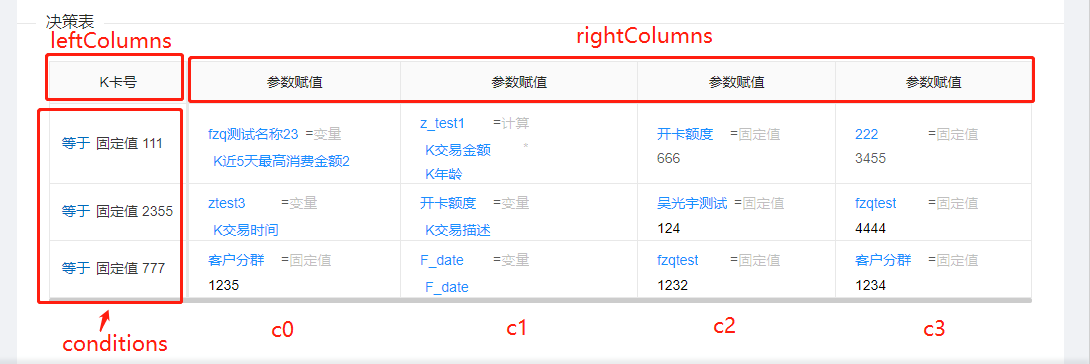 决策表
leftColumns
rightColumns
K卡号 参数赋值 参数赋值 参数赋值 参数赋值
等于 固定值 111
fzq测试名称23 =变量
K近5天最高消费金额2
z_test1 =计算
K交易金额 *
K年龄
开卡额度 =固定值
666
222 =固定值
3455
等于 固定值 2355
ztest3 =变量
K交易时间
开卡额度 =变量
K交易描述
吴光宇测试 =固定值
124
fzqtest =固定值
4444
等于 固定值 777
客户分群 =固定值
1235
F_date =变量
F_date
fzqtest =固定值
1232
客户分群 =固定值
1234
conditions
c0 c1 c2 c3